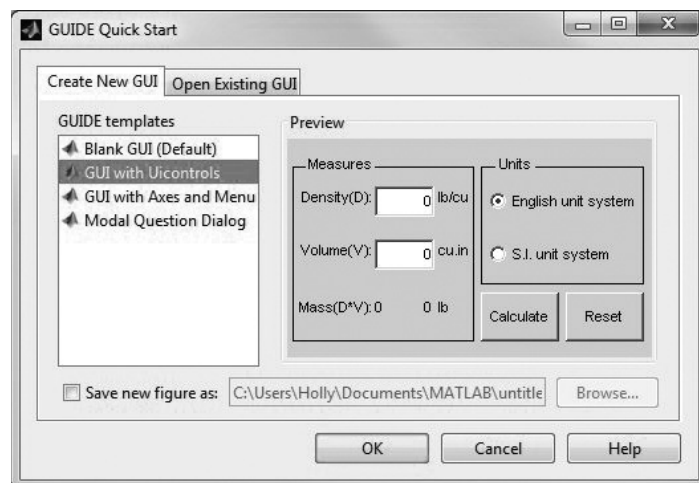 GUIDE Quick Start
Create New GUI
Open Existing GUI
GUIDE templates
Blank GUI (Default)
GUI with Uicontrols
GUI with Axes and Menu
Modal Question Dialog
Preview
Measures
Density(D): 0 lb/cu
Volume(V): 0 cu.in
Mass(D*V): 0 0 lb
Units
English unit system
S.I. unit system
Calculate
Reset
Save new figure as: C:\Users\Holly\Documents\MATLAB\untitle
Browse...
OK
Cancel
Help